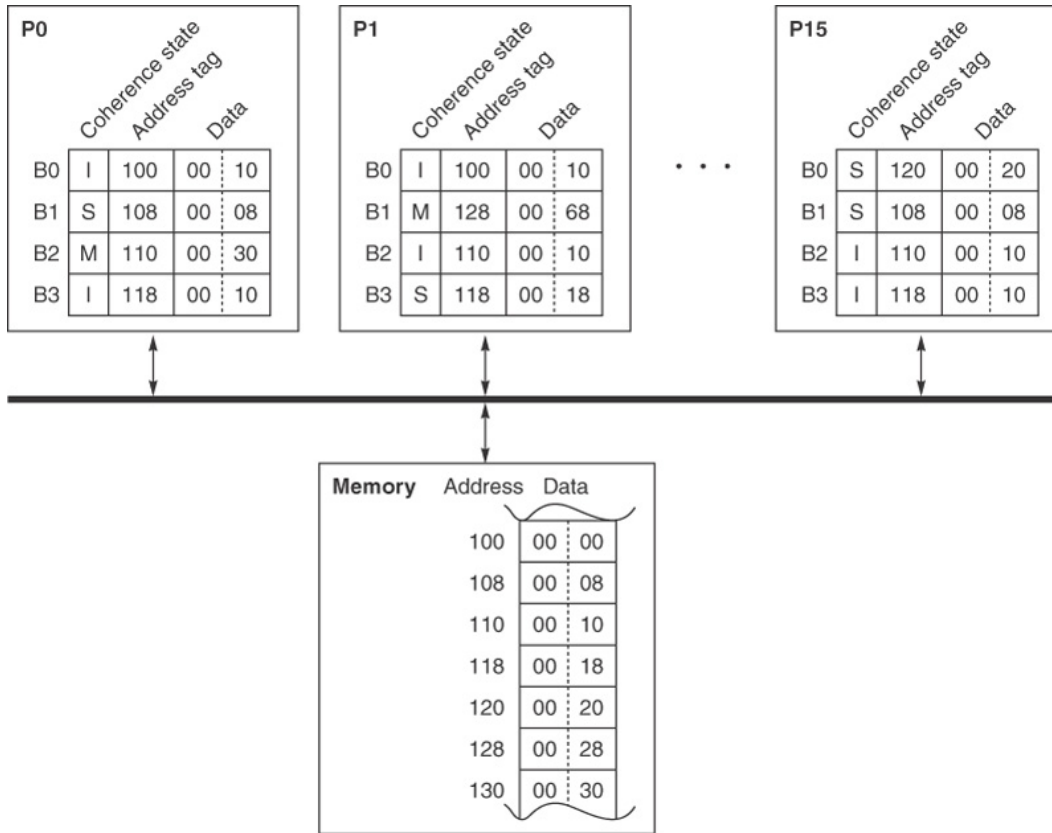 P0
Coherence state
Address tag
Data
B0 I 100 00 10
B1 S 108 00 08
B2 M 110 00 30
B3 I 118 00 10
P1
Coherence state
Address tag
Data
B0 I 100 00 10
B1 M 128 00 68
B2 I 110 00 10
B3 S 118 00 18
. . .
P15
Coherence state
Address tag
Data
B0 S 120 00 20
B1 S 108 00 08
B2 I 110 00 10
B3 I 118 00 10
Memory Address Data
100 00 00
108 00 08
110 00 10
118 00 18
120 00 20
128 00 28
130 00 30